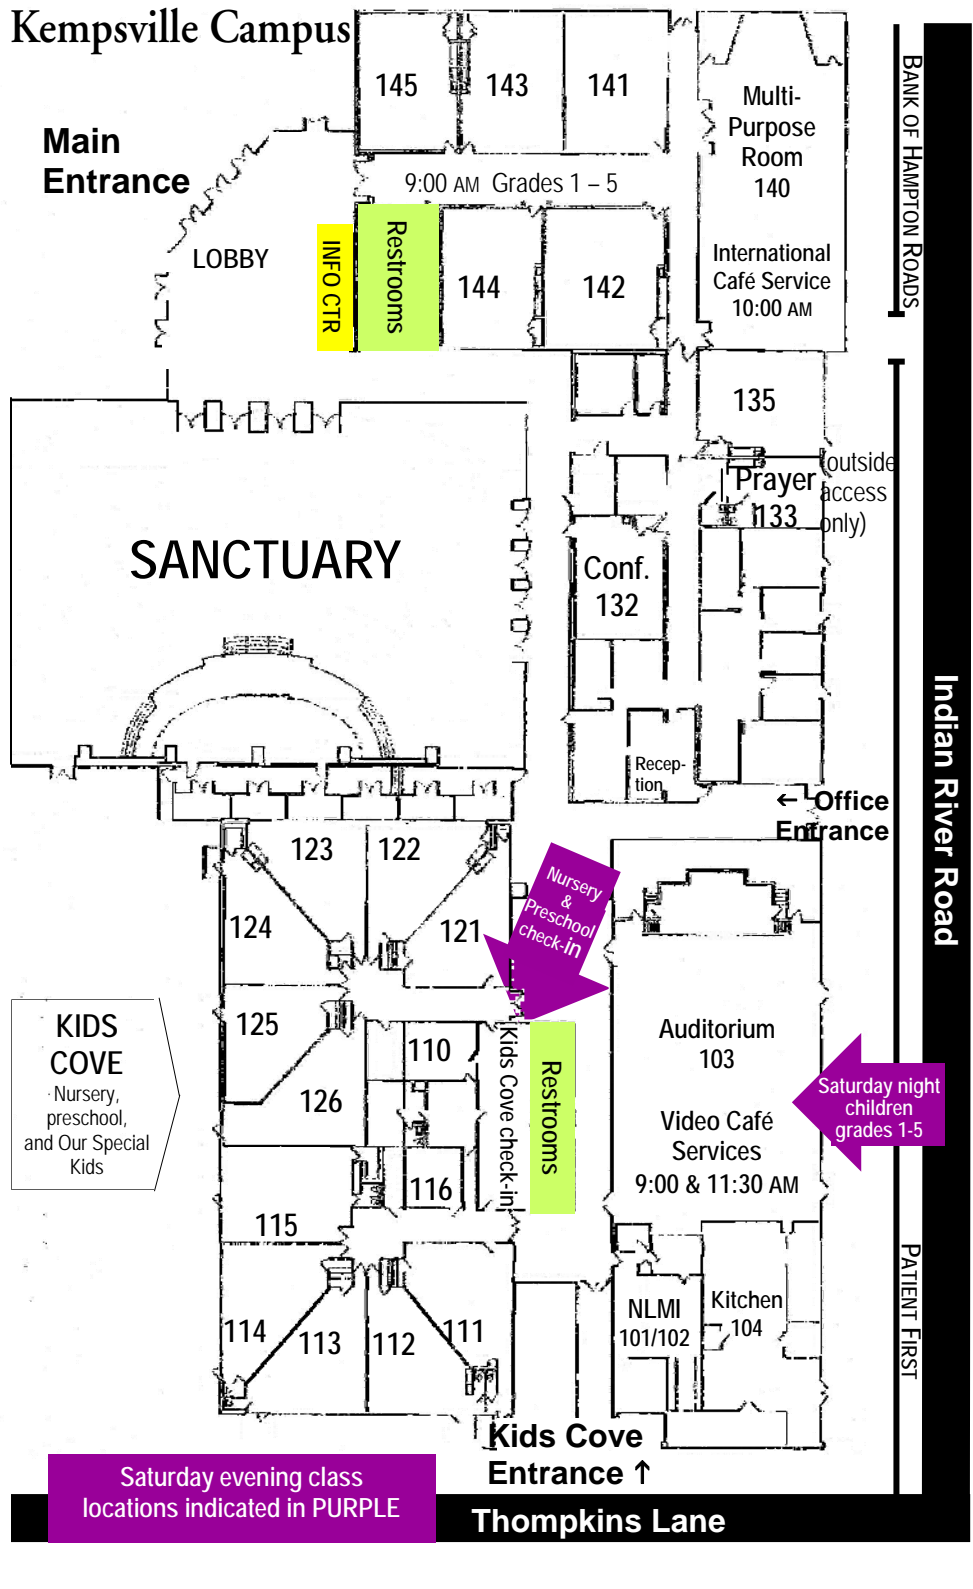 Kempsville Campus
145
143
141
Multi-
Purpose
Room
140
Main
Entrance
9:00 AM Grades 1 – 5
BANK OF HAMPTON ROADS
LOBBY
INFO CTR
Restrooms
144
142
International
Café Service
10:00 AM
135
(outside
access
only)
Prayer
133
SANCTUARY
Conf.
132
Indian River Road
Recep-
tion
← Office
Entrance
123
122
124
121
Nursery
&
Preschool
check-in
125
126
110
116
115
Kids Cove check-in
Restrooms
KIDS
COVE
Nursery,
preschool,
and Our Special
Kids
Auditorium
103
Video Café
Services
9:00 & 11:30 AM
Saturday night
children
grades 1-5
114
113
112
111
NLMI
101/102
Kitchen
104
PATIENT FIRST
Kids Cove
Entrance ↑
Saturday evening class
locations indicated in PURPLE
Thompkins Lane